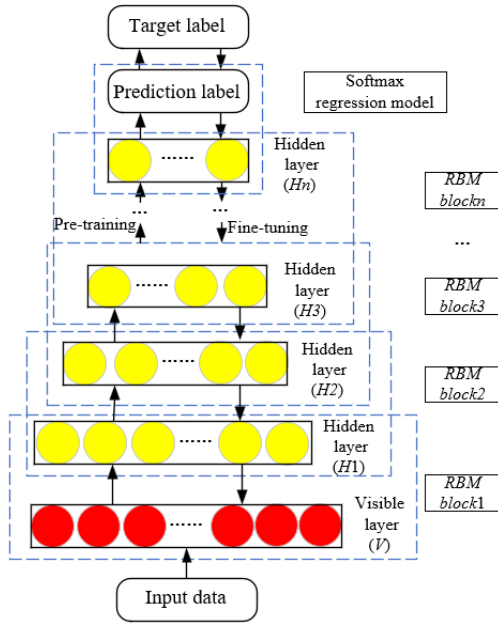 Target label
Prediction label
Softmax
regression model
······
Hidden
layer
(Hn)
RBM
blockn
...
...
Pre-training
Fine-tuning
...
Hidden
layer
(H3)
······
RBM
block3
Hidden
layer
(H2)
······
RBM
block2
Hidden
layer
(H1)
······
RBM
block1
Visible
layer
(V)
······
Input data